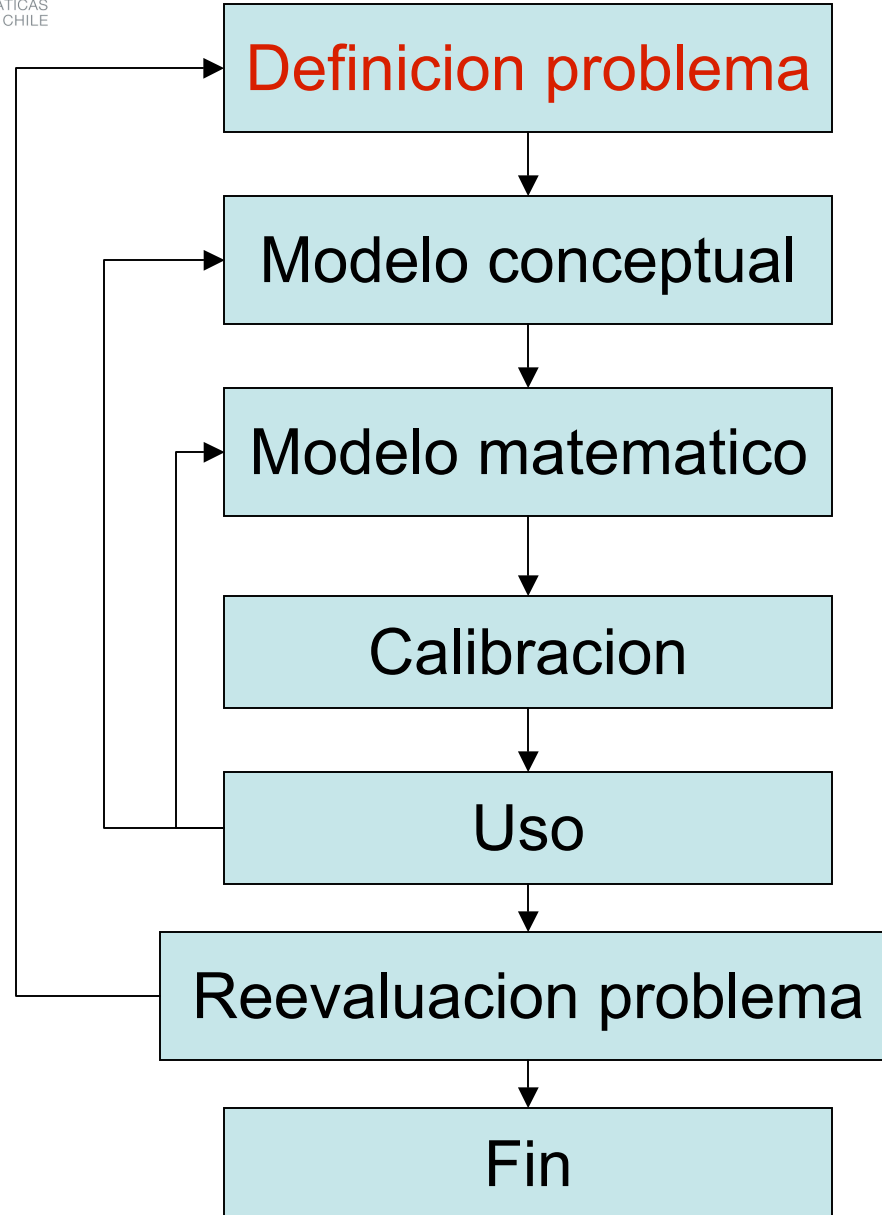 ATICAS
CHILE
Definicion problema
Modelo conceptual
Modelo matematico
Calibracion
Uso
Reevaluacion problema
Fin